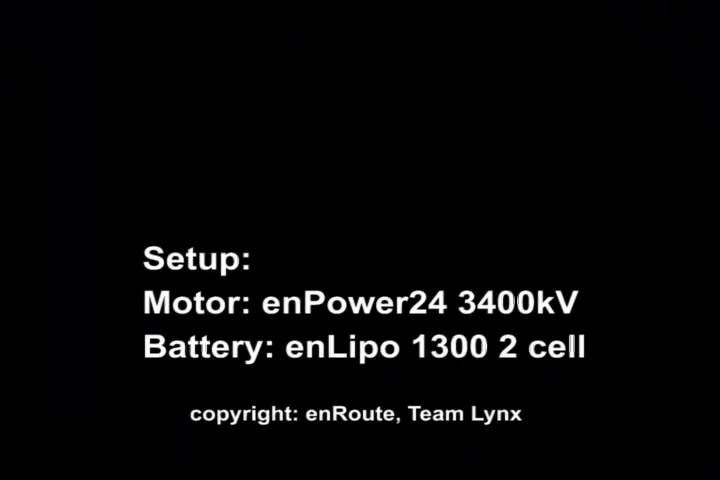 Setup:
Motor: enPower24 3400kV
Battery: enLipo 1300 2 cell
copyright: enRoute, Team Lynx